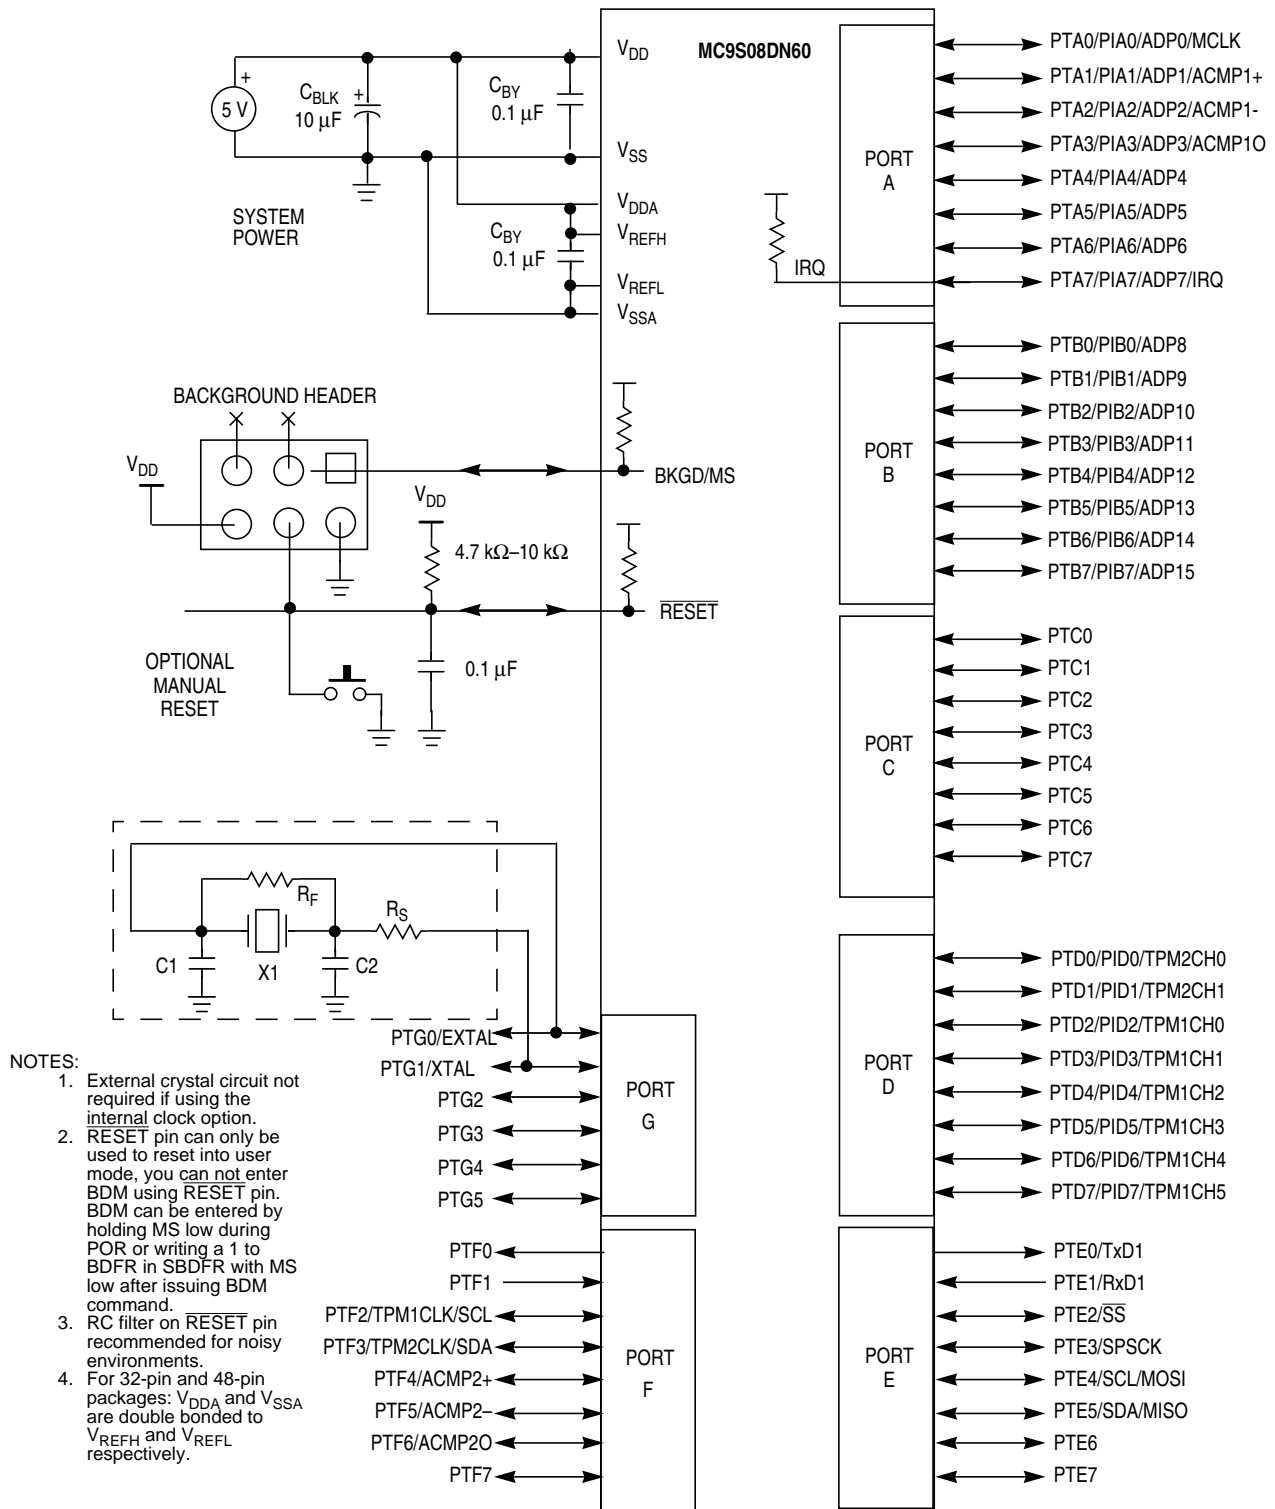 MC9S08DN60
VDD
5 V
+
CBLK
10 µF
+
CBY
0.1 µF
VSS
SYSTEM
POWER
VDDA
VREFH
CBY
0.1 µF
VREFL
VSSA
IRQ
PORT
A
PTA0/PIA0/ADP0/MCLK
PTA1/PIA1/ADP1/ACMP1+
PTA2/PIA2/ADP2/ACMP1-
PTA3/PIA3/ADP3/ACMP1O
PTA4/PIA4/ADP4
PTA5/PIA5/ADP5
PTA6/PIA6/ADP6
PTA7/PIA7/ADP7/IRQ
PORT
B
PTB0/PIB0/ADP8
PTB1/PIB1/ADP9
PTB2/PIB2/ADP10
PTB3/PIB3/ADP11
PTB4/PIB4/ADP12
PTB5/PIB5/ADP13
PTB6/PIB6/ADP14
PTB7/PIB7/ADP15
BACKGROUND HEADER
VDD
BKGD/MS
VDD
4.7 kΩ–10 kΩ
RESET
OPTIONAL
MANUAL
RESET
0.1 µF
PORT
C
PTC0
PTC1
PTC2
PTC3
PTC4
PTC5
PTC6
PTC7
RF
RS
C1
X1
C2
PORT
D
PTD0/PID0/TPM2CH0
PTD1/PID1/TPM2CH1
PTD2/PID2/TPM1CH0
PTD3/PID3/TPM1CH1
PTD4/PID4/TPM1CH2
PTD5/PID5/TPM1CH3
PTD6/PID6/TPM1CH4
PTD7/PID7/TPM1CH5
PTG0/EXTAL
PTG1/XTAL
PTG2
PTG3
PTG4
PTG5
PORT
G
PTF0
PTF1
PTF2/TPM1CLK/SCL
PTF3/TPM2CLK/SDA
PTF4/ACMP2+
PTF5/ACMP2–
PTF6/ACMP2O
PTF7
PORT
F
PORT
E
PTE0/TxD1
PTE1/RxD1
PTE2/SS
PTE3/SPSCK
PTE4/SCL/MOSI
PTE5/SDA/MISO
PTE6
PTE7
NOTES:
1. External crystal circuit not
required if using the
internal clock option.
2. RESET pin can only be
used to reset into user
mode, you can not enter
BDM using RESET pin.
BDM can be entered by
holding MS low during
POR or writing a 1 to
BDFR in SBDFR with MS
low after issuing BDM
command.
3. RC filter on RESET pin
recommended for noisy
environments.
4. For 32-pin and 48-pin
packages: VDDA and VSSA
are double bonded to
VREFH and VREFL
respectively.